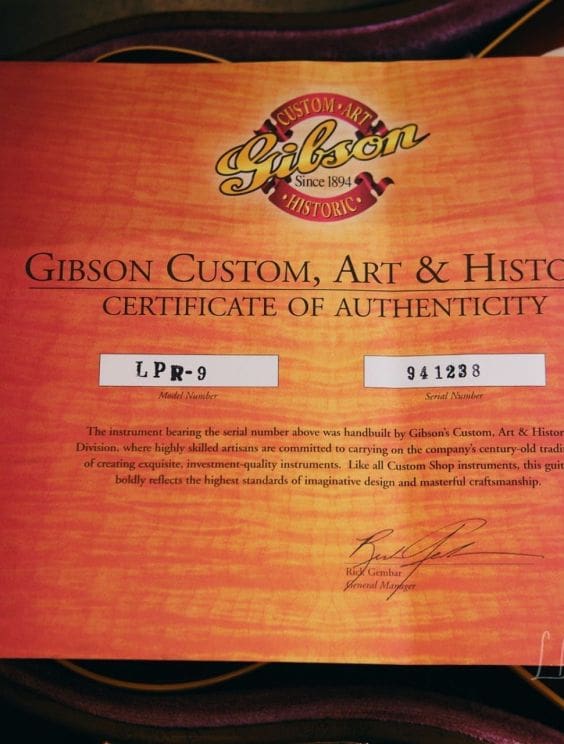 CUSTOM · ART
Gibson
Since 1894
· HISTORIC ·
GIBSON CUSTOM, ART & HISTO
CERTIFICATE OF AUTHENTICITY
LPR-9 941238
Model Number Serial Number
The instrument bearing the serial number above was handbuilt by Gibson's Custom, Art & Histor
Division, where highly skilled artisans are committed to carrying on the company's century-old tradi
of creating exquisite, investment-quality instruments. Like all Custom Shop instruments, this guit
boldly reflects the highest standards of imaginative design and masterful craftsmanship.
Rick Gembar
General Manager